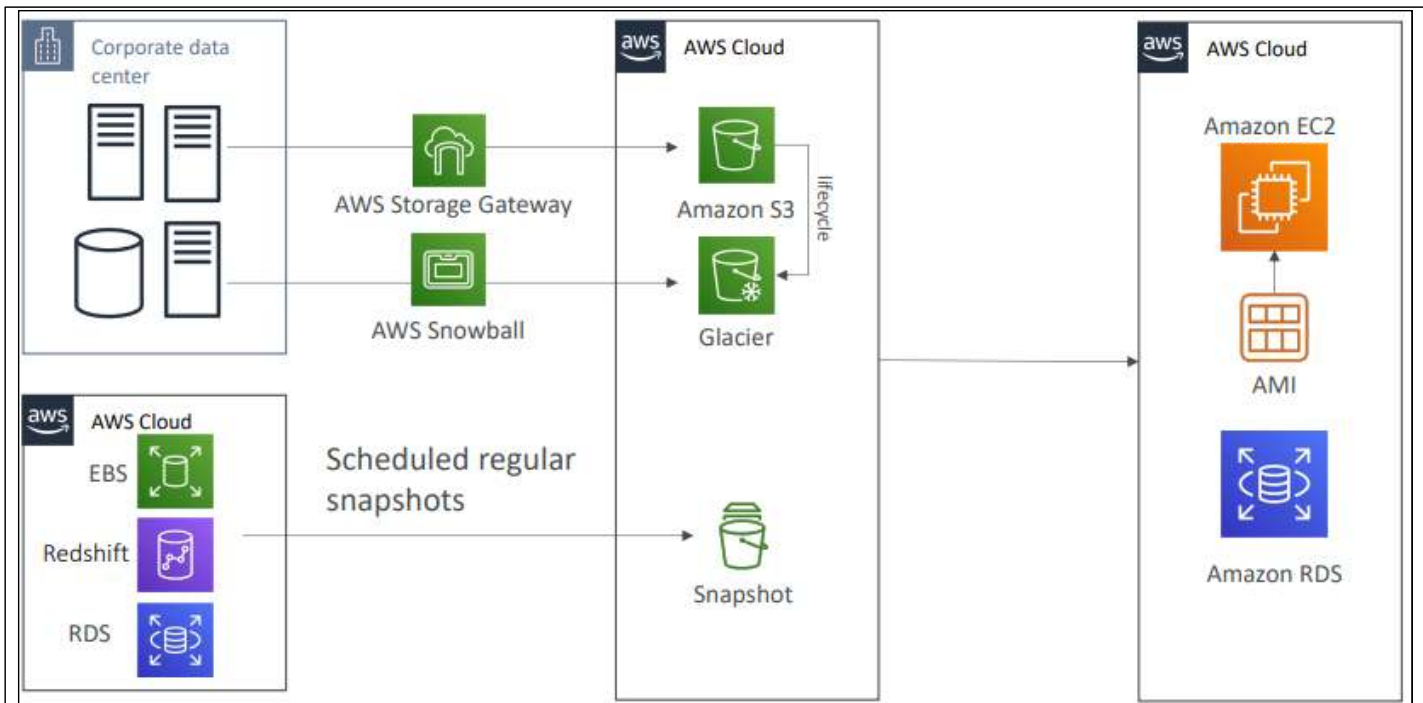 Corporate data
center
AWS Storage Gateway
AWS Snowball
aws
AWS Cloud
EBS
Redshift
RDS
Scheduled regular
snapshots
aws
AWS Cloud
Amazon S3
lifecycle
Glacier
Snapshot
aws
AWS Cloud
Amazon EC2
AMI
Amazon RDS